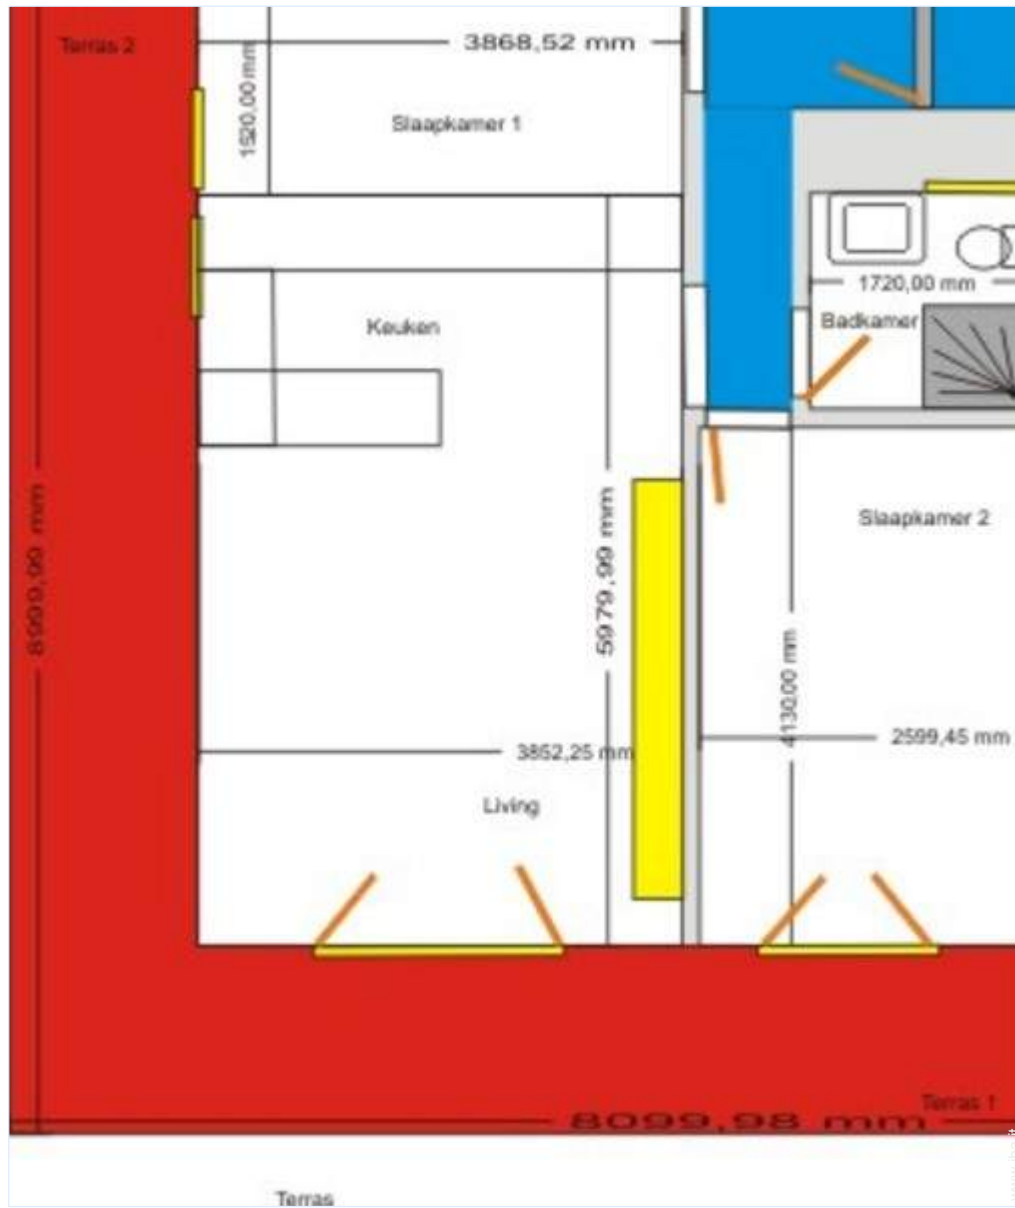 Terras 2
3868,52 mm
1520,00 mm
Slaapkamer 1
1720,00 mm
Keuken
Badkamer
8999,99 mm
5979,99 mm
Slaapkamer 2
4130,00 mm
2599,45 mm
3852,25 mm
Living
Terras 1
8099,98 mm
Terras